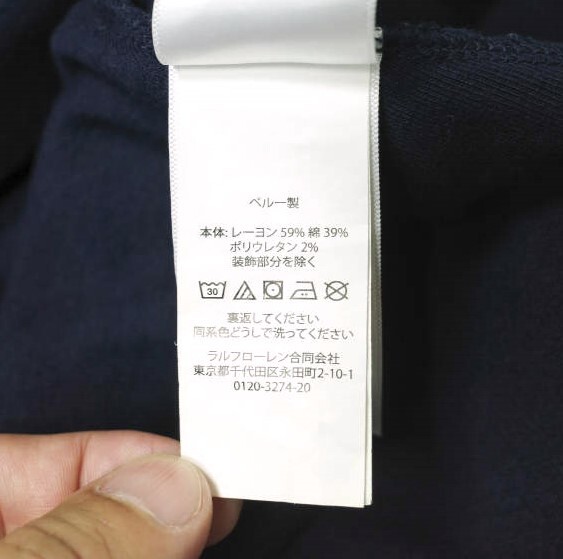 ペルー製
本体: レーヨン 59% 綿 39%
ポリウレタン 2%
装飾部分を除く
30
裏返してください
同系色どうしで洗ってください
ラルフローレン合同会社
東京都千代田区永田町2-10-1
0120-3274-20